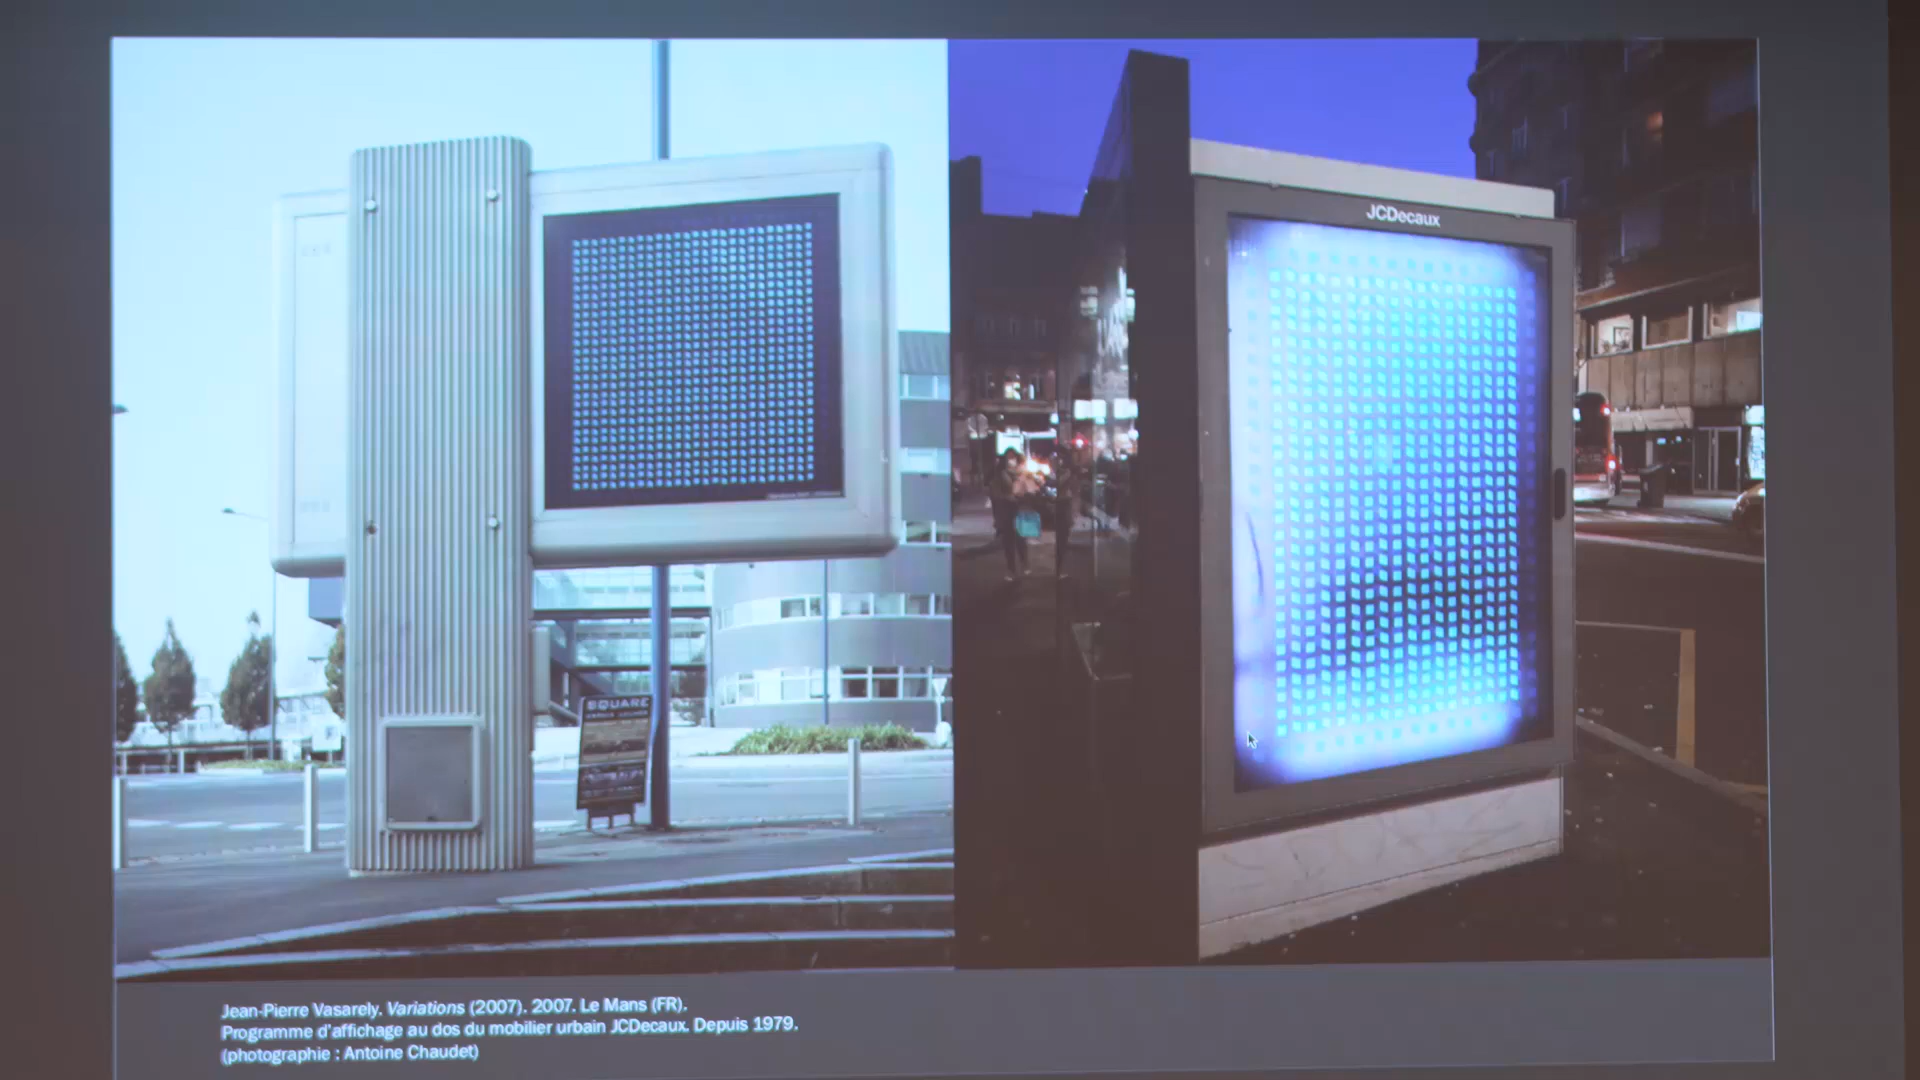 JCDecaux
SQUARE
Jean-Pierre Vasarely, Variations (2007). 2007. Le Mans (FR).
Programme d'affichage au dos du mobilier urbain JCDecaux. Depuis 1979.
(photographie : Antoine Chaudet)